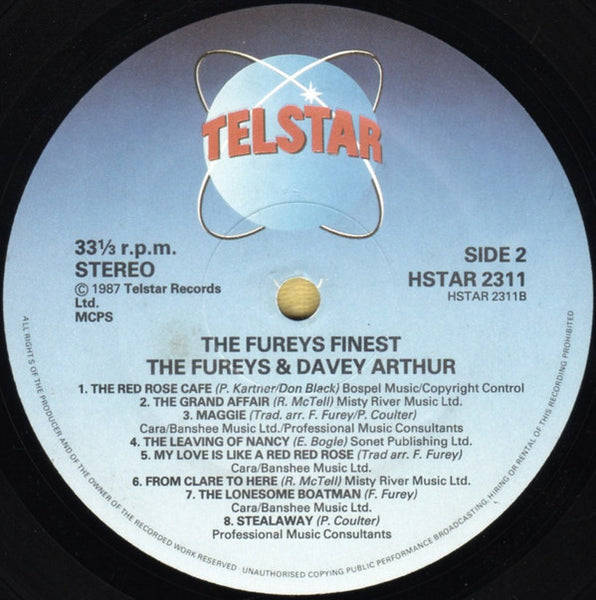 TELSTAR
33⅓ r.p.m.
STEREO
© 1987 Telstar Records
Ltd.
MCPS
SIDE 2
HSTAR 2311
HSTAR 2311B
THE FUREYS FINEST
THE FUREYS & DAVEY ARTHUR
1. THE RED ROSE CAFE (P. Kartner/Don Black) Bospel Music/Copyright Control
2. THE GRAND AFFAIR (R. McTell) Misty River Music Ltd.
3. MAGGIE (Trad. arr. F. Furey/P. Coulter)
Cara/Banshee Music Ltd./Professional Music Consultants
4. THE LEAVING OF NANCY (E. Bogle) Sonet Publishing Ltd.
5. MY LOVE IS LIKE A RED RED ROSE (Trad arr. F. Furey)
Cara/Banshee Music Ltd.
6. FROM CLARE TO HERE (R. McTell) Misty River Music Ltd.
7. THE LONESOME BOATMAN (F. Furey)
Cara/Banshee Music Ltd.
8. STEALAWAY (P. Coulter)
Professional Music Consultants
ALL RIGHTS OF THE PRODUCER AND OF THE OWNER OF THE RECORDED WORK RESERVED · UNAUTHORISED COPYING PUBLIC PERFORMANCE BROADCASTING, HIRING OR RENTAL OF THIS RECORDING PROHIBITED